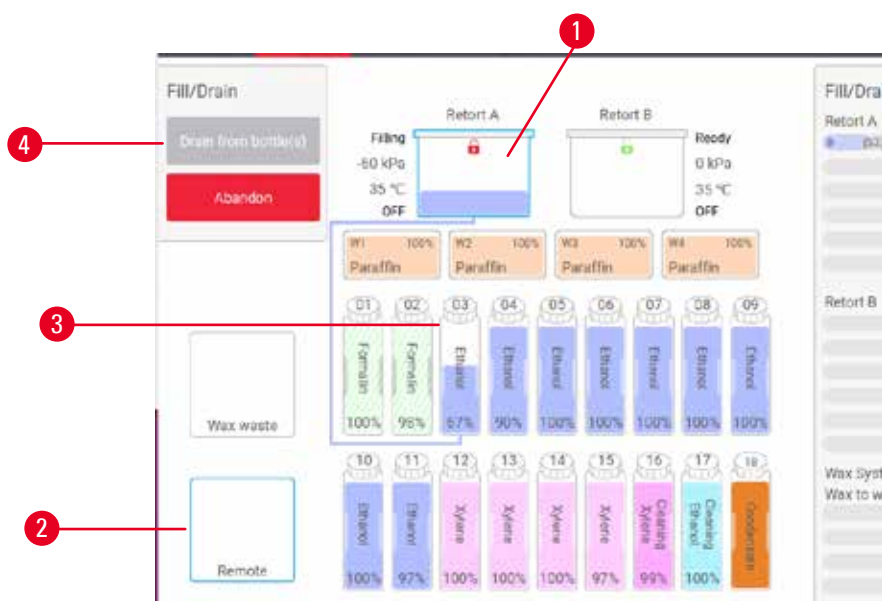 1
Fill/Drain
Drain from bottle(s)
Abandon
4
Retort A
Filling
-60 kPa
35 °C
OFF
Retort B
Ready
0 kPa
35 °C
OFF
W1 100%
Paraffin
W2 100%
Paraffin
W3 100%
Paraffin
W4 100%
Paraffin
3
01 02 03 04 05 06 07 08 09
Formalin Formalin Ethanol Ethanol Ethanol Ethanol Ethanol Ethanol Ethanol
100% 98% 67% 90% 100% 100% 100% 100% 100%
Wax waste
10 11 12 13 14 15 16 17 18
Ethanol Ethanol Xylene Xylene Xylene Xylene Cleaning Xylene Cleaning Ethanol Condensate
100% 97% 100% 100% 100% 97% 99% 100%
2
Remote
Fill/Dra
Retort A
Retort B
Wax Syst
Wax to w